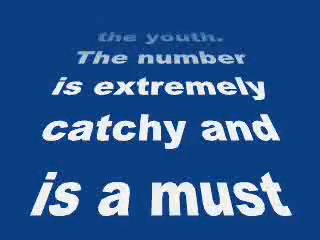 the youth.
The number
is extremely
catchy and
is a must